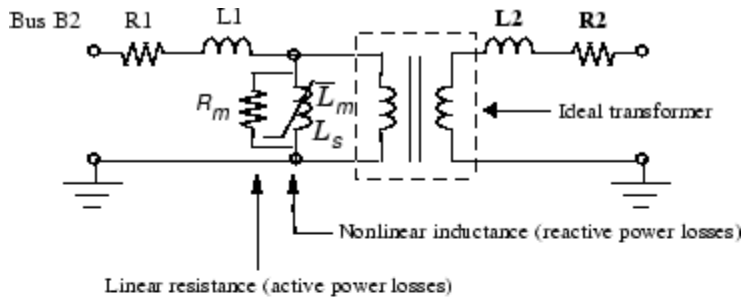 Bus B2
R1
L1
L2
R2
Rm
Lm
Ls
Ideal transformer
Nonlinear inductance (reactive power losses)
Linear resistance (active power losses)